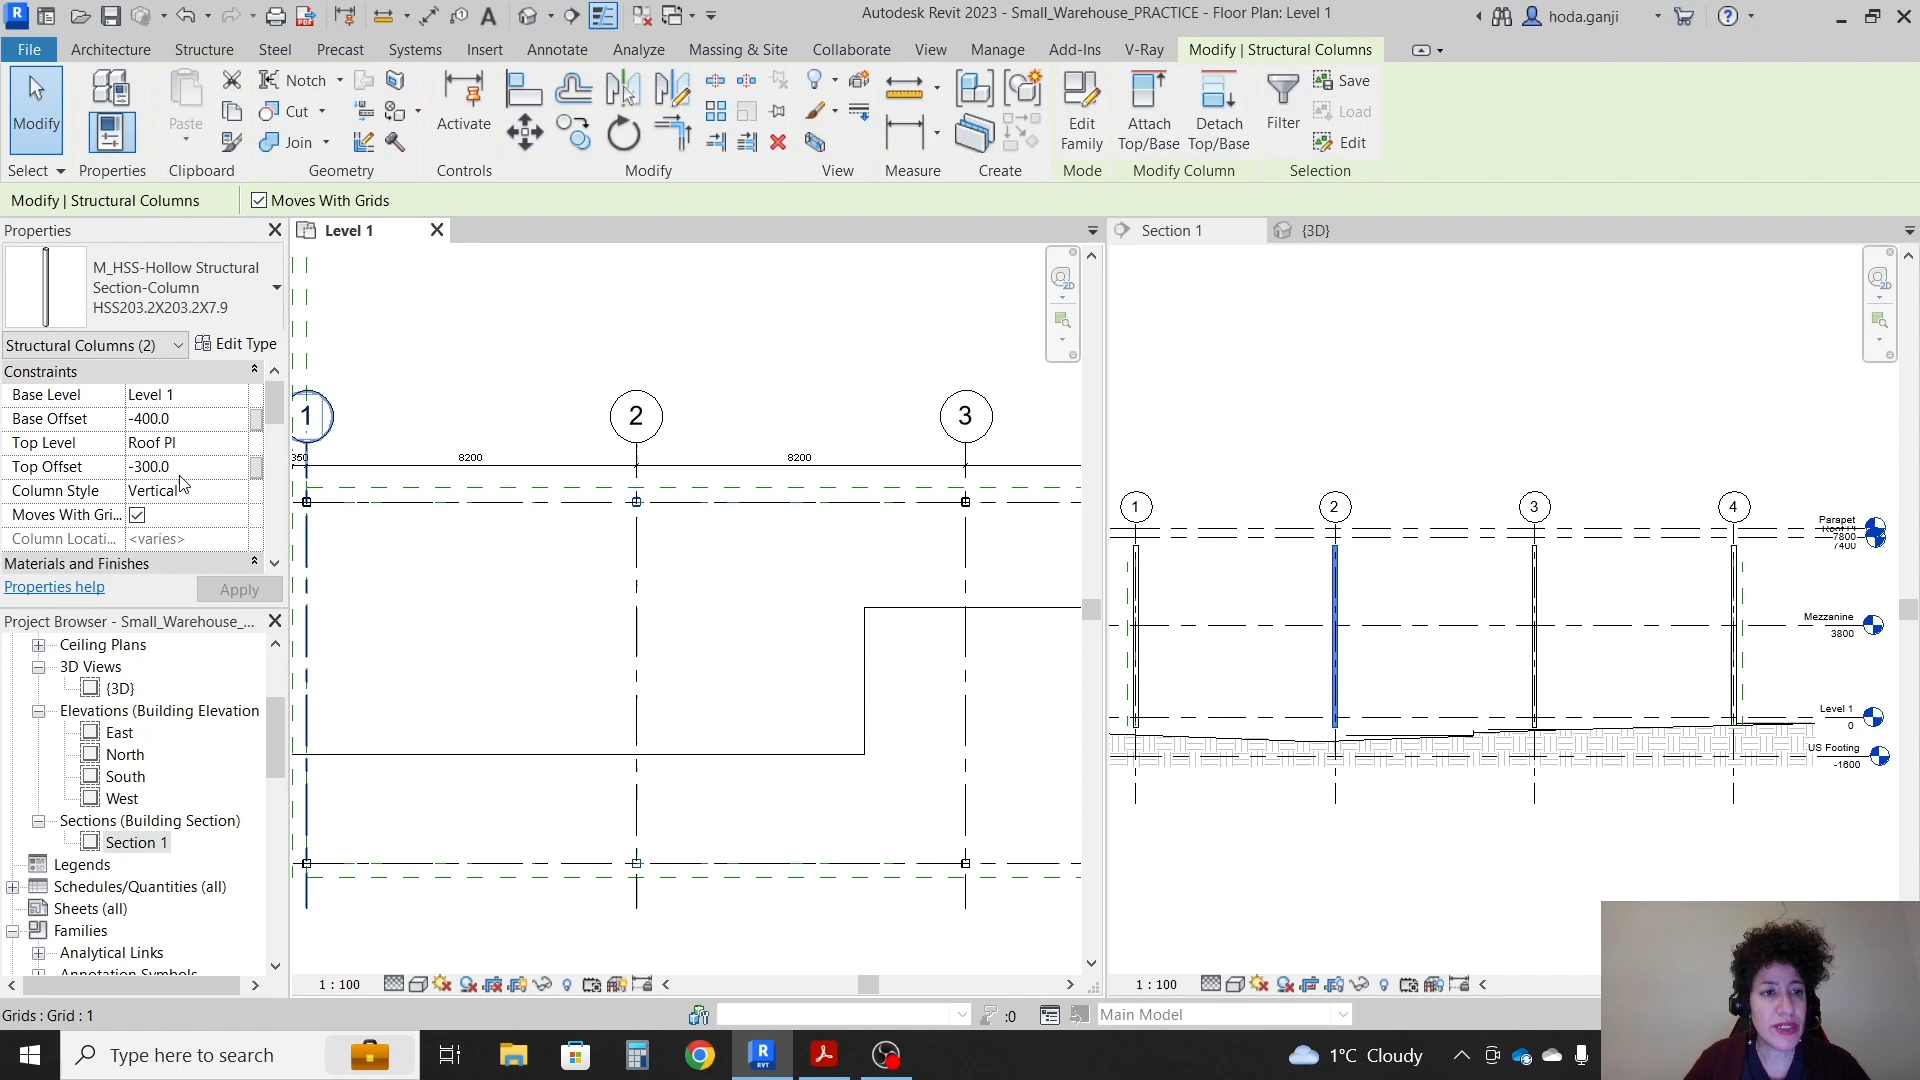 Autodesk Revit 2023 - Small_Warehouse_PRACTICE - Floor Plan: Level 1
hoda.ganji
File Architecture Structure Steel Precast Systems Insert Annotate Analyze Massing & Site Collaborate View Manage Add-Ins V-Ray Modify | Structural Columns
Modify
Paste
Notch
Cut
Join
Activate
Edit
Family
Attach
Top/Base
Detach
Top/Base
Filter
Save
Load
Edit
Select Properties Clipboard Geometry Controls Modify View Measure Create Mode Modify Column Selection
Modify | Structural Columns Moves With Grids
Properties
M_HSS-Hollow Structural
Section-Column
HSS203.2X203.2X7.9
Structural Columns (2) Edit Type
Constraints
Base Level Level 1
Base Offset -400.0
Top Level Roof Pl
Top Offset -300.0
Column Style Vertical
Moves With Gri...
Column Locati... <varies>
Materials and Finishes
Properties help Apply
Project Browser - Small_Warehouse_...
Ceiling Plans
3D Views
{3D}
Elevations (Building Elevation
East
North
South
West
Sections (Building Section)
Section 1
Legends
Schedules/Quantities (all)
Sheets (all)
Families
Analytical Links
Annotation Symbols
Level 1
2D
1 2 3
350 8200 8200
1 : 100
Section 1 {3D}
2D
1 2 3 4
Parapet
7800
7400
Mezzanine
3800
Level 1
0
US Footing
-1600
1 : 100
Grids : Grid : 1
:0
Main Model
Type here to search
1°C Cloudy